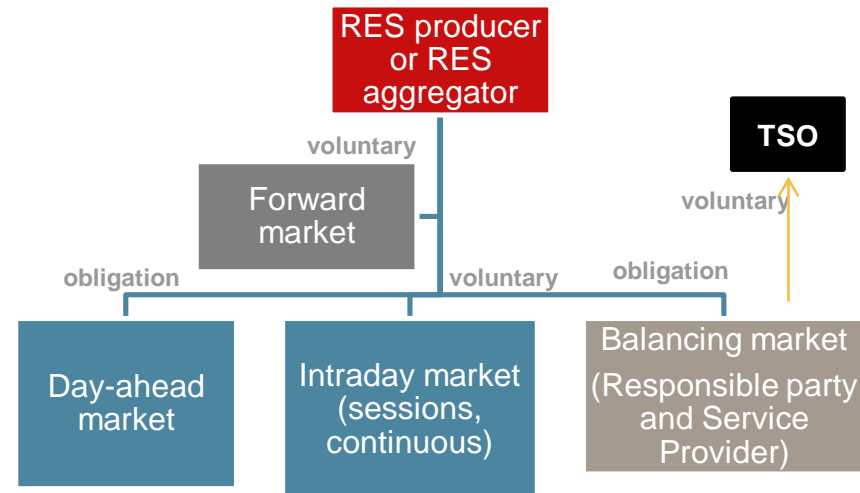 RES producer
or RES
aggregator
TSO
voluntary
Forward
market
voluntary
obligation
voluntary
obligation
Day-ahead
market
Intraday market
(sessions,
continuous)
Balancing market
(Responsible party
and Service
Provider)